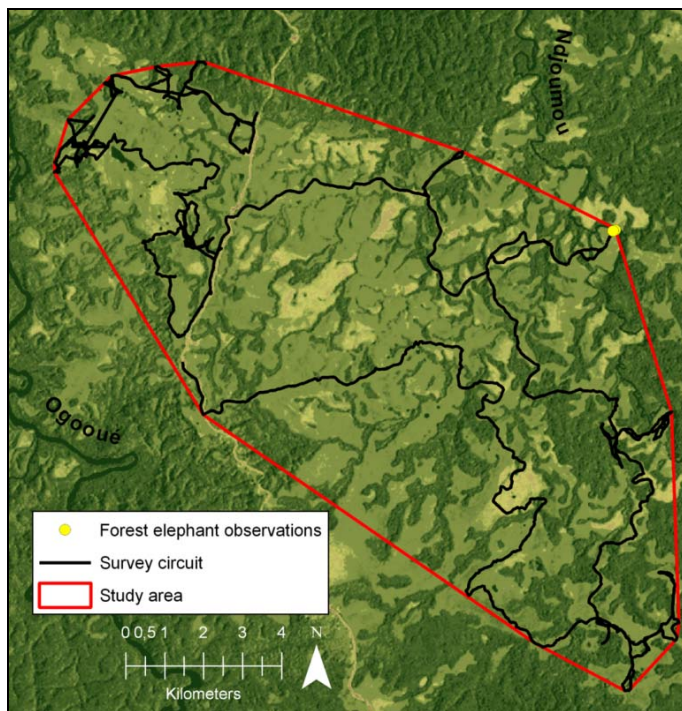 Ndjoumou
Ogooué
Forest elephant observations
Survey circuit
Study area
0 0,5 1 2 3 4 N
Kilometers